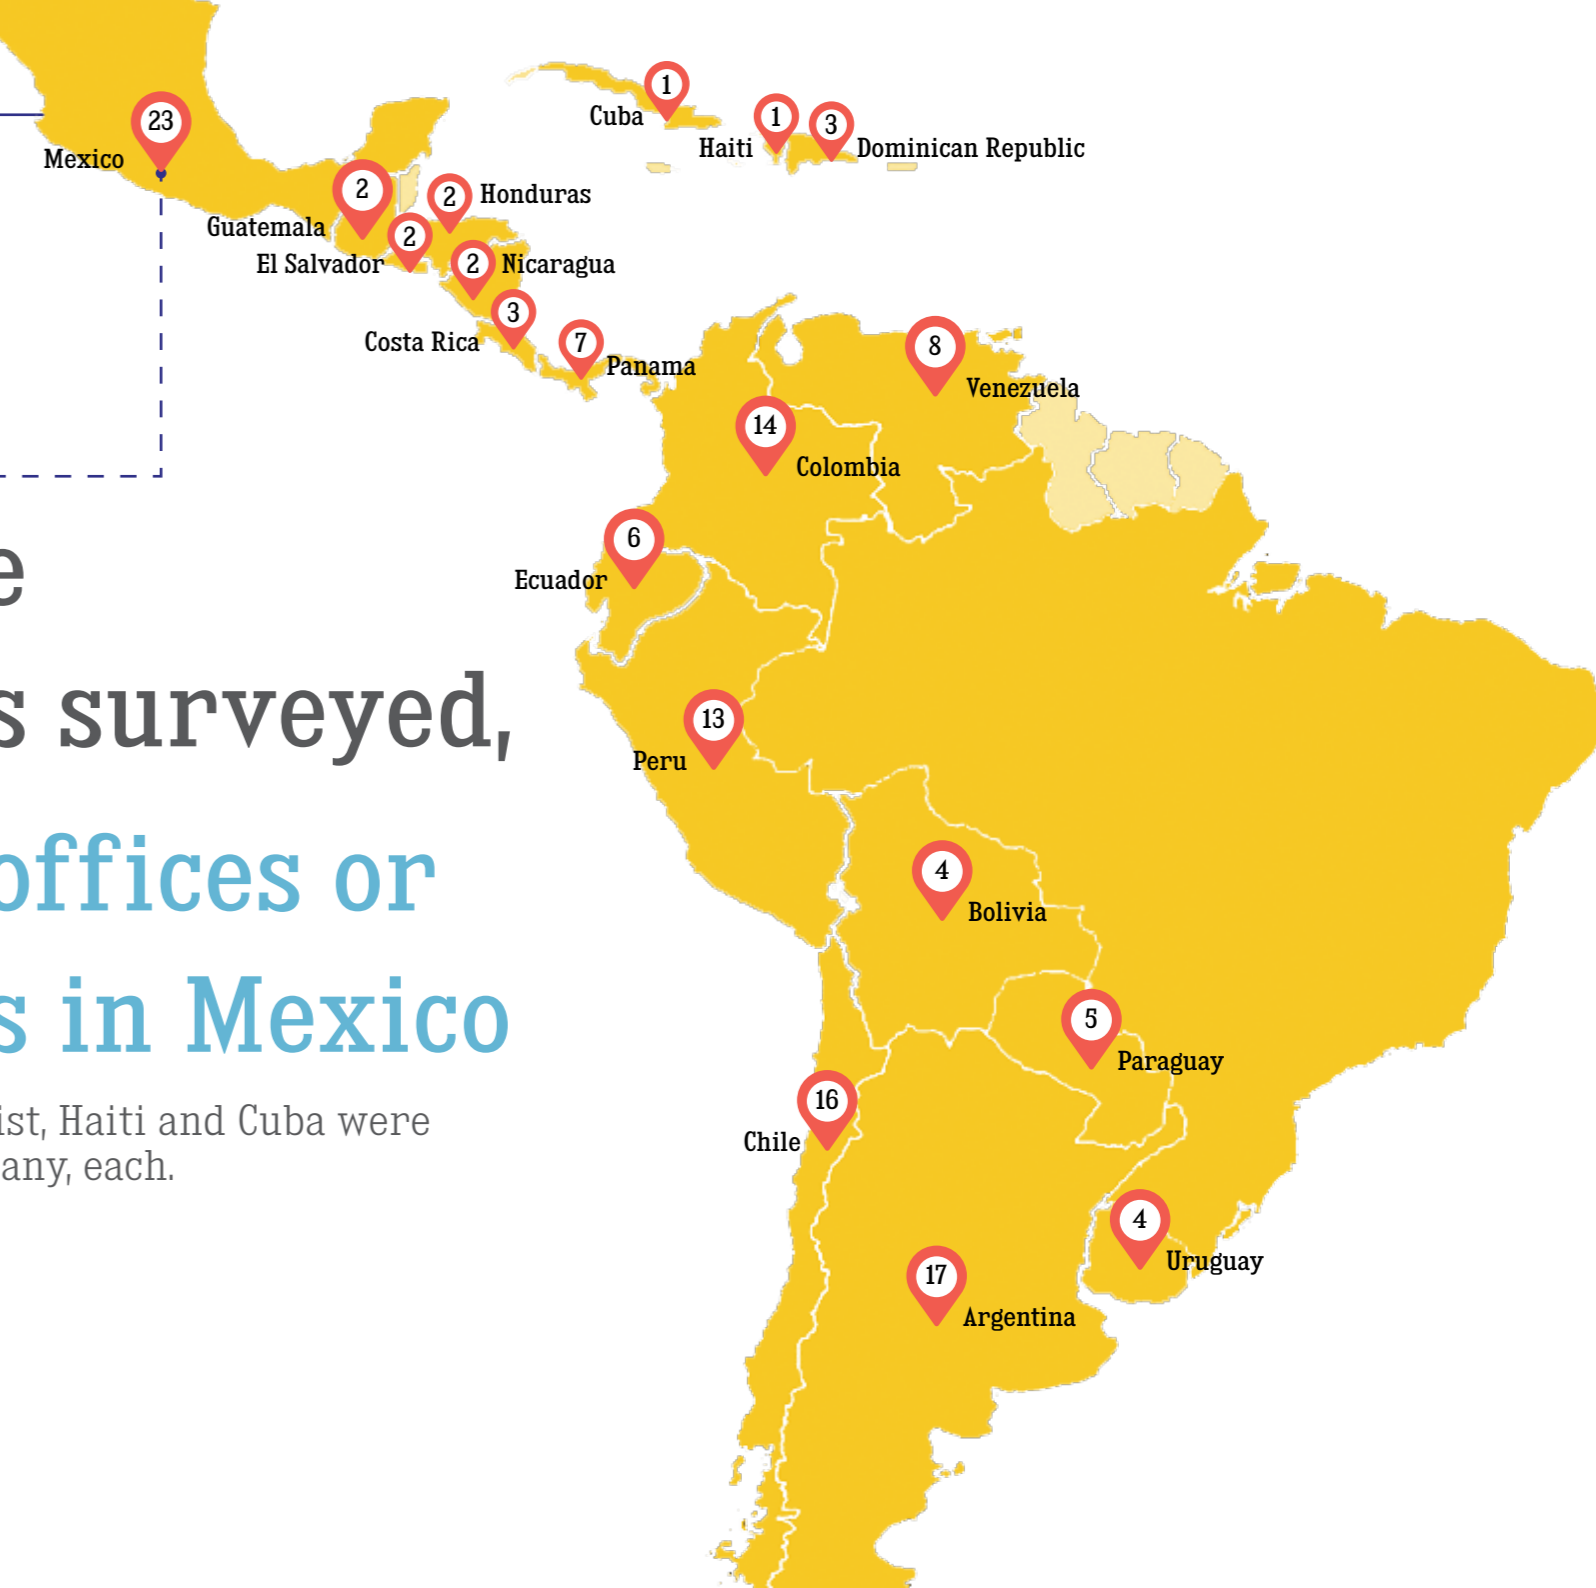 1
Cuba
1
3
Haiti
Dominican Republic
23
Mexico
2
2
Honduras
Guatemala
2
El Salvador
2
Nicaragua
3
Costa Rica
7
Panama
8
Venezuela
14
Colombia
6
Ecuador
e
s surveyed,
13
Peru
offices or
4
Bolivia
s in Mexico
5
Paraguay
ist, Haiti and Cuba were
any, each.
16
Chile
4
Uruguay
17
Argentina